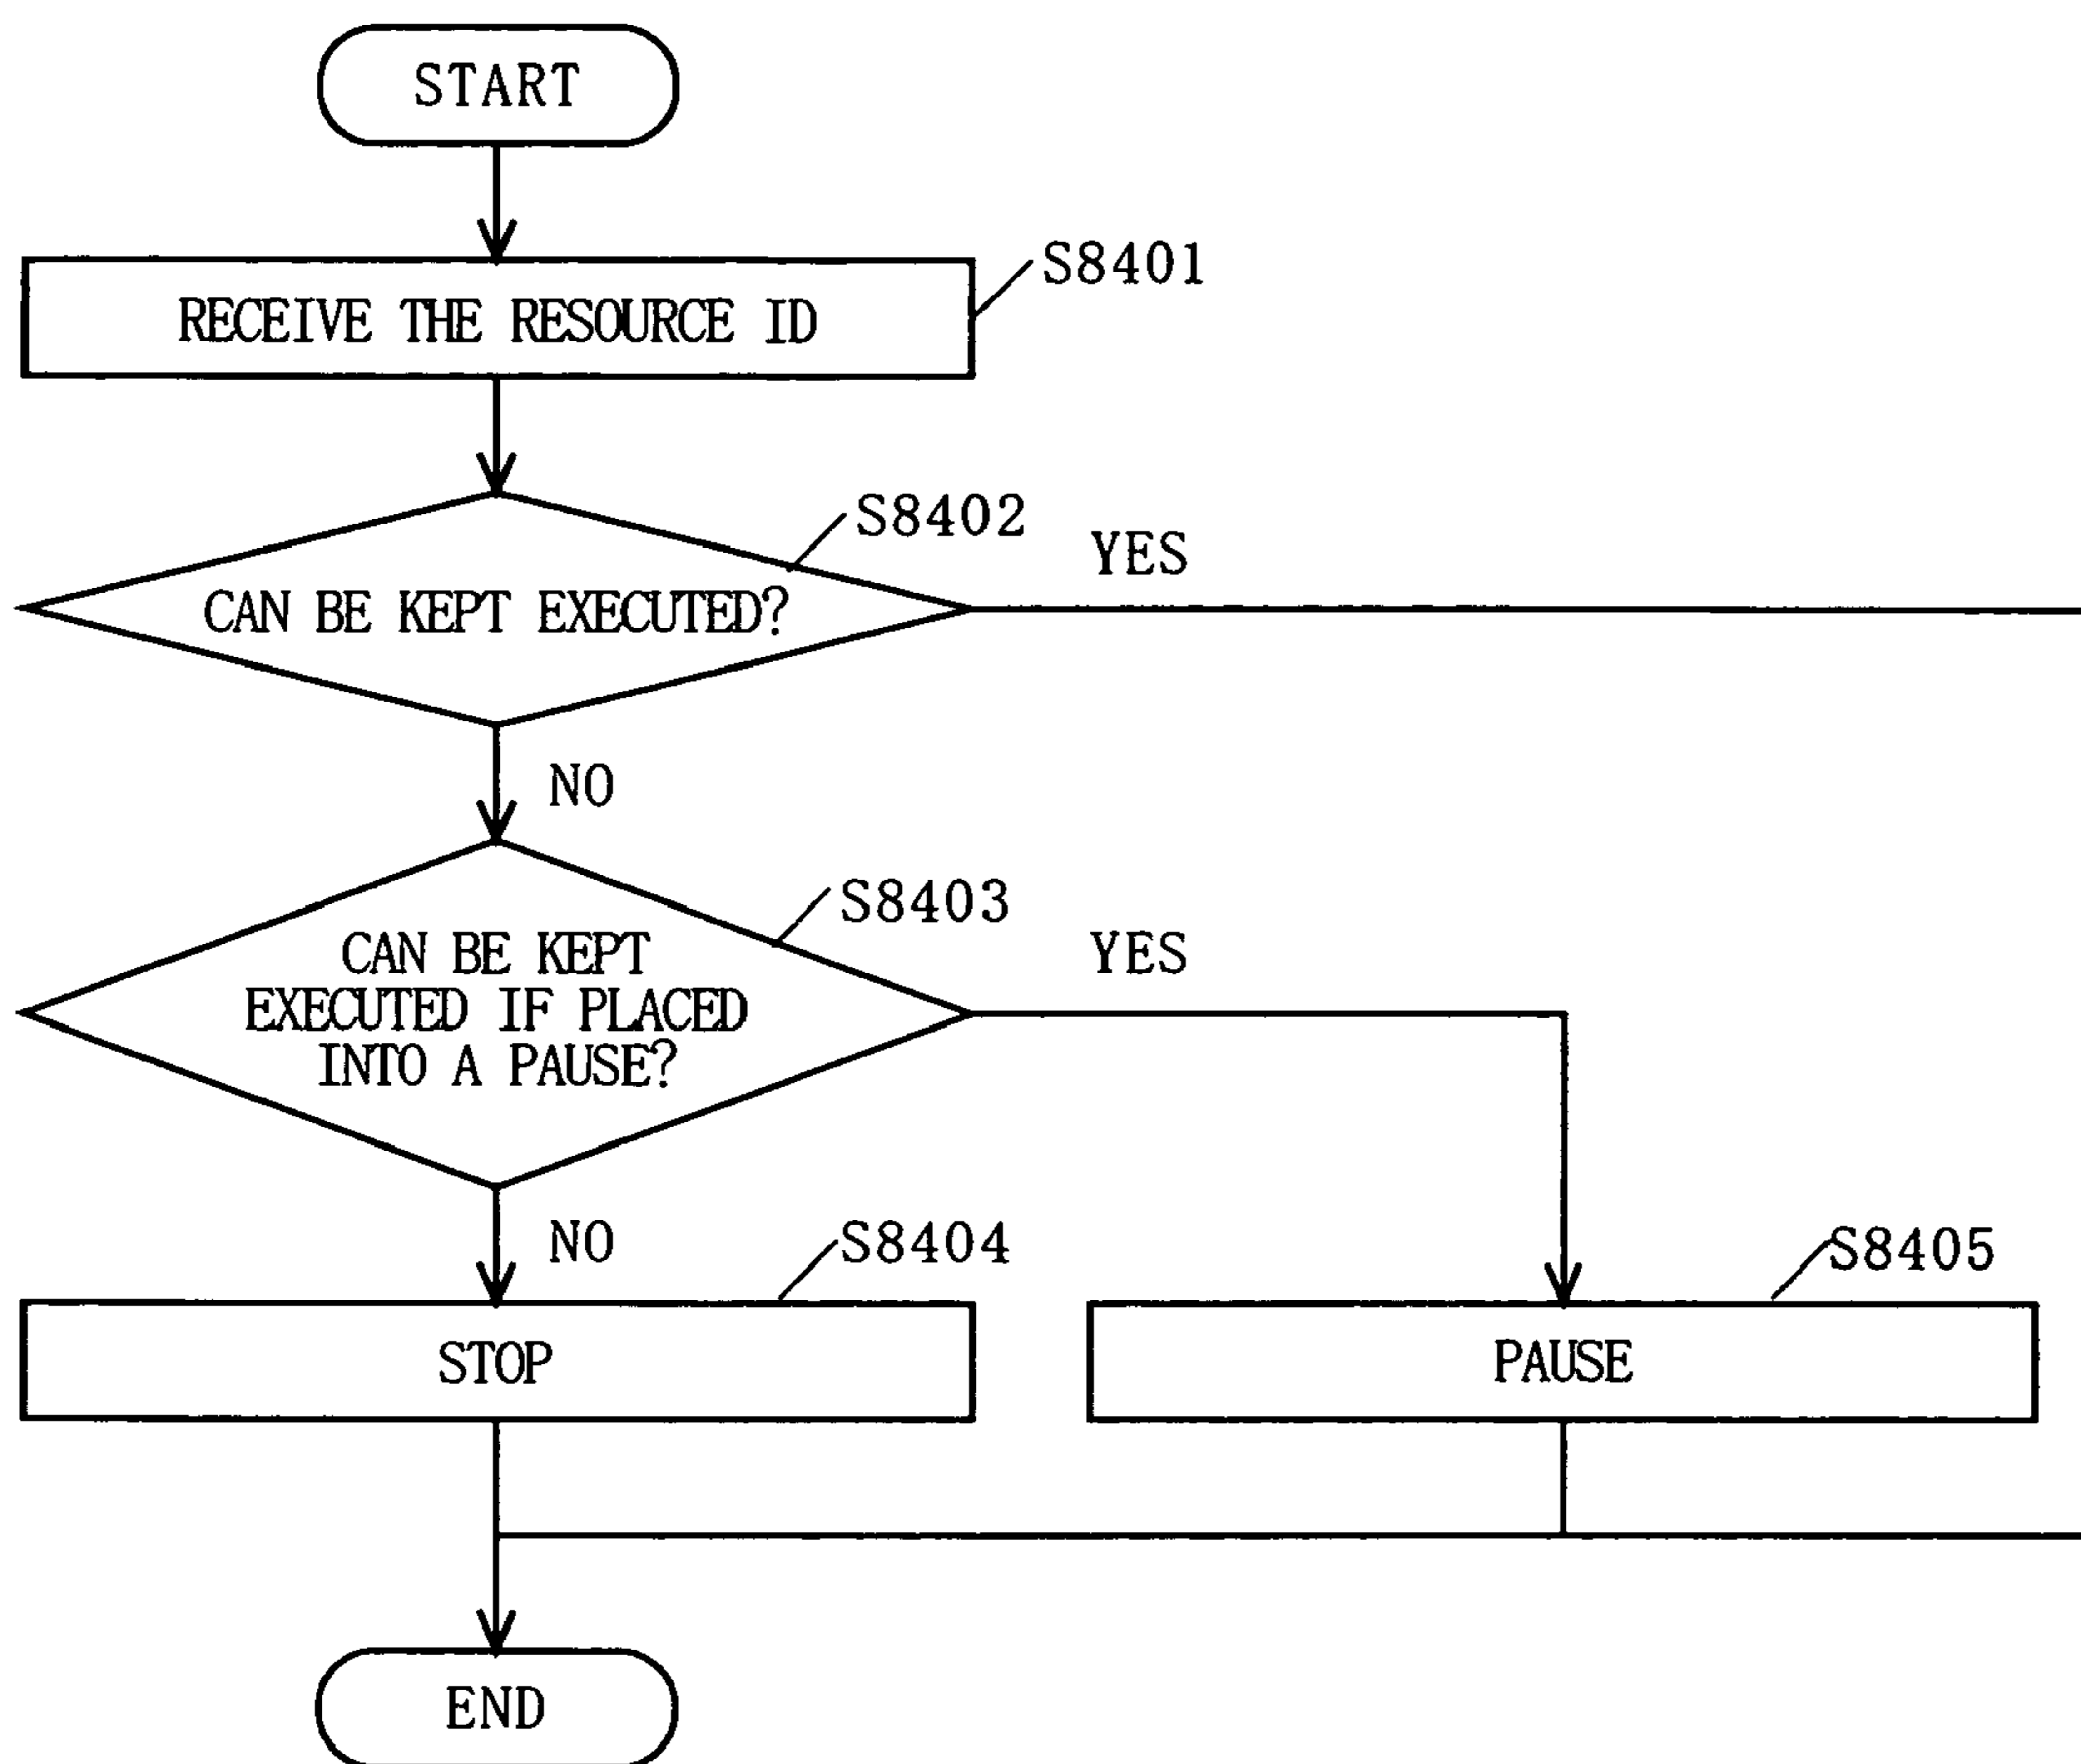 START
S8401
RECEIVE THE RESOURCE ID
S8402
YES
CAN BE KEPT EXECUTED?
NO
S8403
YES
CAN BE KEPT
EXECUTED IF PLACED
INTO A PAUSE?
NO
S8404
S8405
STOP
PAUSE
END